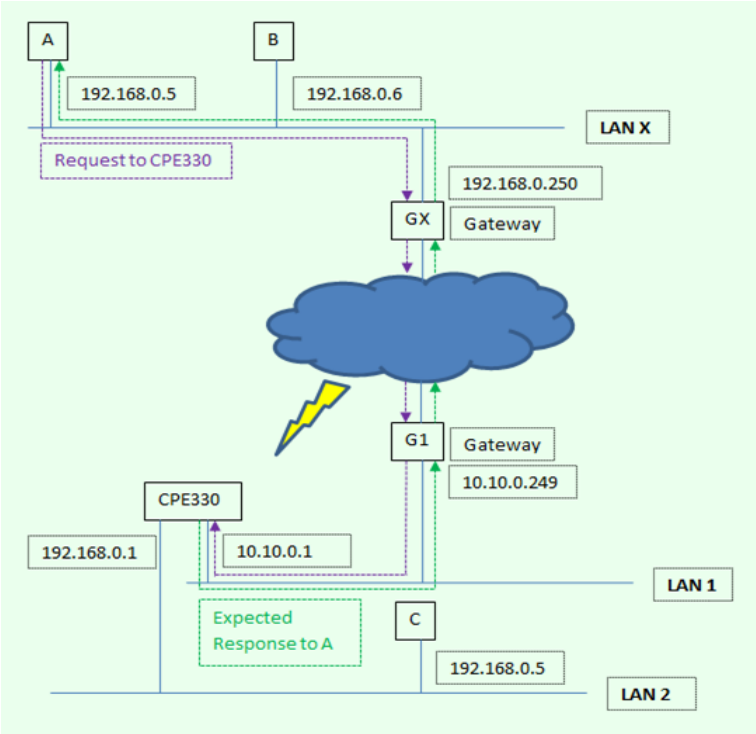 A
B
192.168.0.5
192.168.0.6
LAN X
Request to CPE330
192.168.0.250
GX
Gateway
G1
Gateway
10.10.0.249
CPE330
192.168.0.1
10.10.0.1
LAN 1
Expected
Response to A
C
192.168.0.5
LAN 2